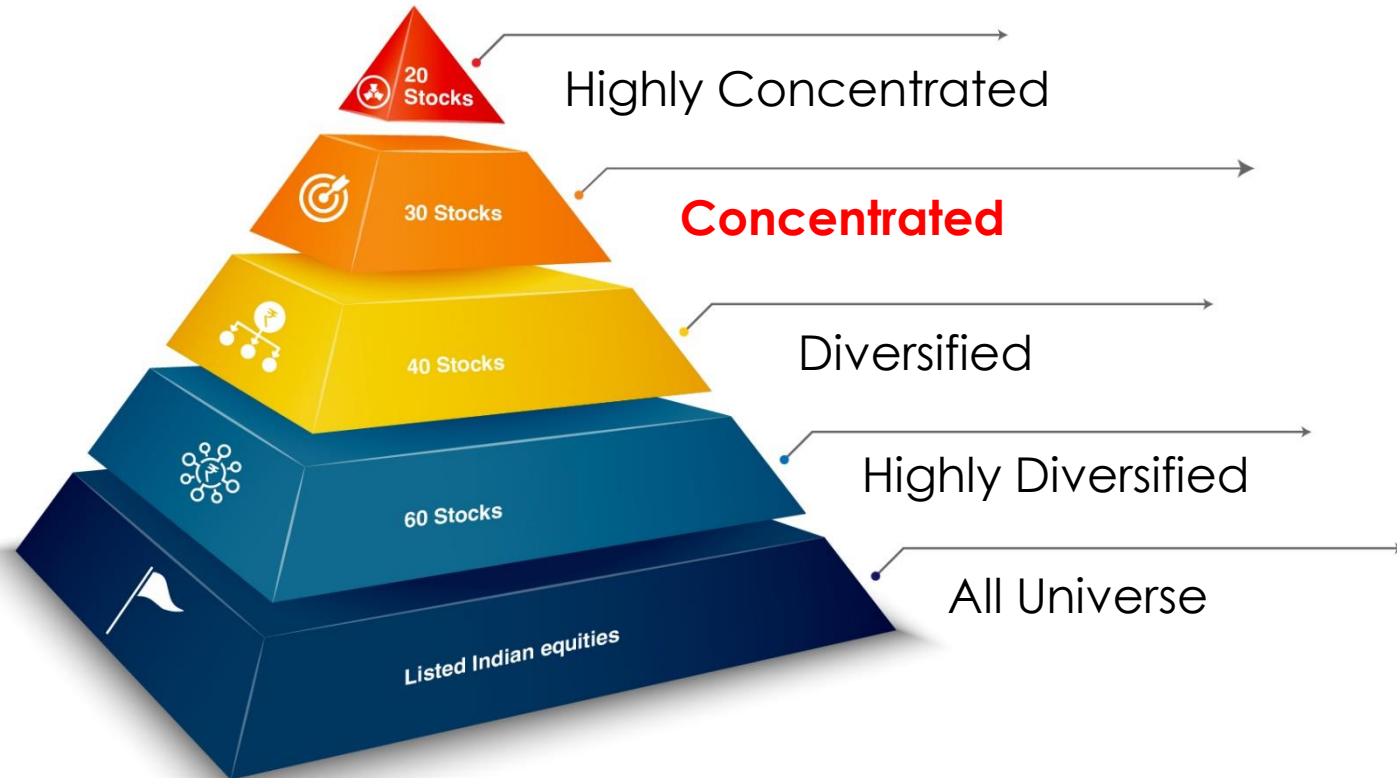 20
Stocks
Highly Concentrated
30 Stocks
Concentrated
40 Stocks
Diversified
60 Stocks
Highly Diversified
Listed Indian equities
All Universe
₹
₹